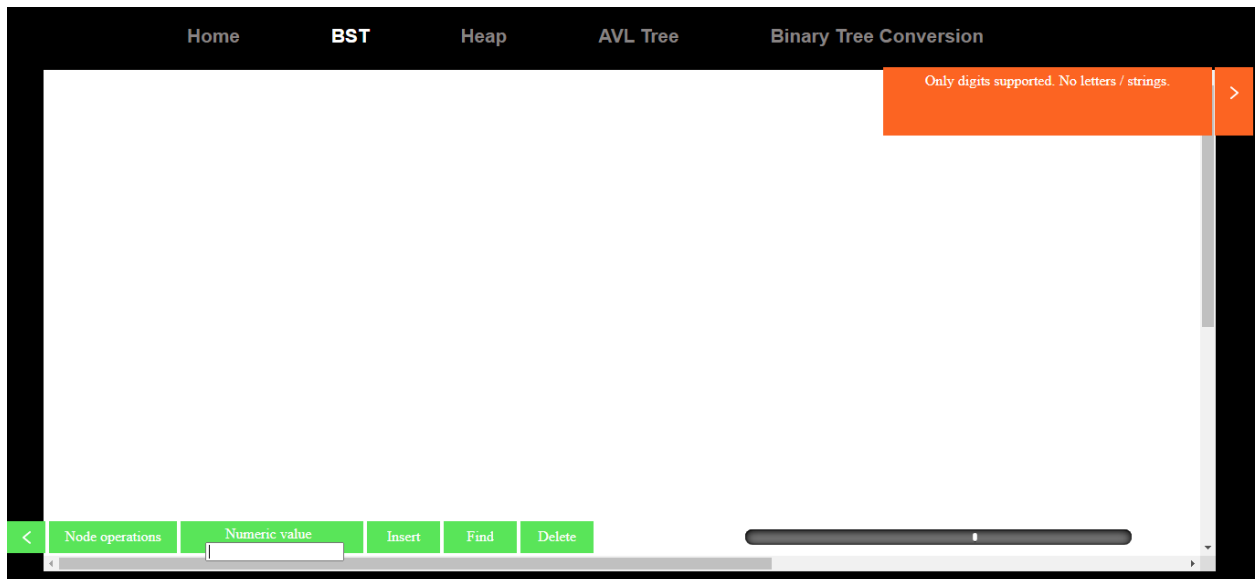 Home BST Heap AVL Tree Binary Tree Conversion
Only digits supported. No letters / strings.
Node operations Numeric value Insert Find Delete